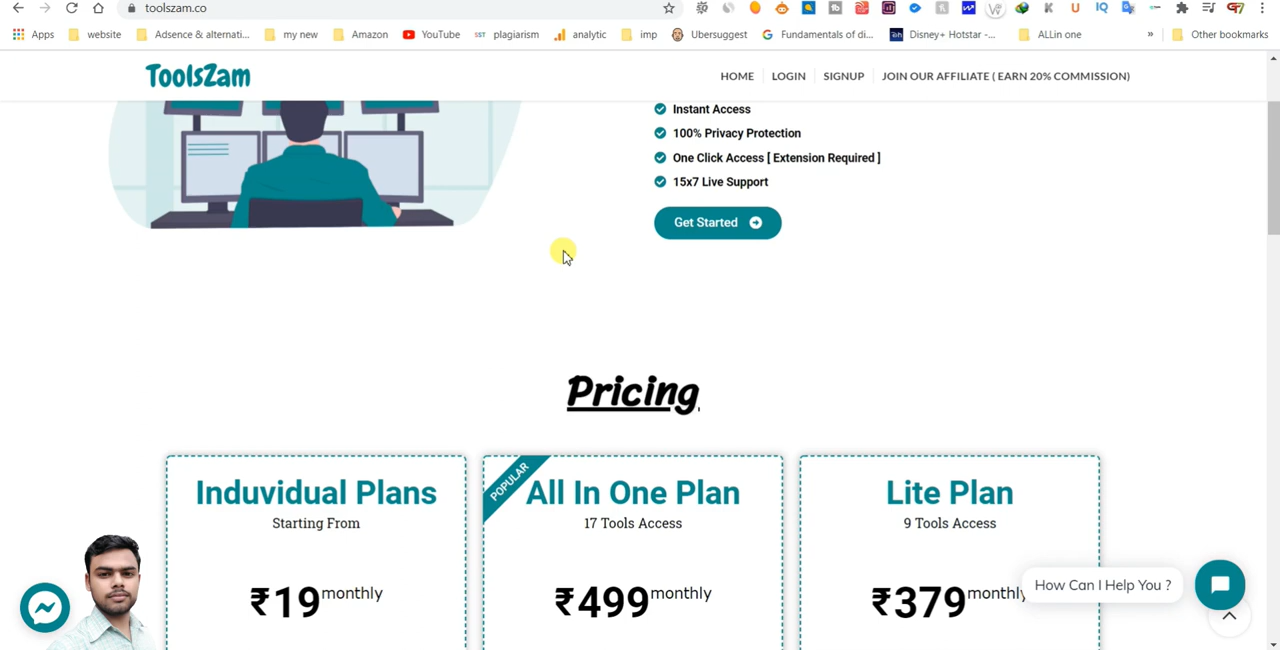 toolszam.co
Apps website Adsence & alternati... my new Amazon YouTube SST plagiarism analytic imp Ubersuggest Fundamentals of di... Disney+ Hotstar -... ALLin one » Other bookmarks
ToolsZam HOME LOGIN SIGNUP JOIN OUR AFFILIATE ( EARN 20% COMMISSION)
Instant Access
100% Privacy Protection
One Click Access [ Extension Required ]
15x7 Live Support
Get Started
Pricing
Induvidual Plans
Starting From
₹19 monthly
POPULAR
All In One Plan
17 Tools Access
₹499 monthly
Lite Plan
9 Tools Access
₹379 monthly
How Can I Help You ?